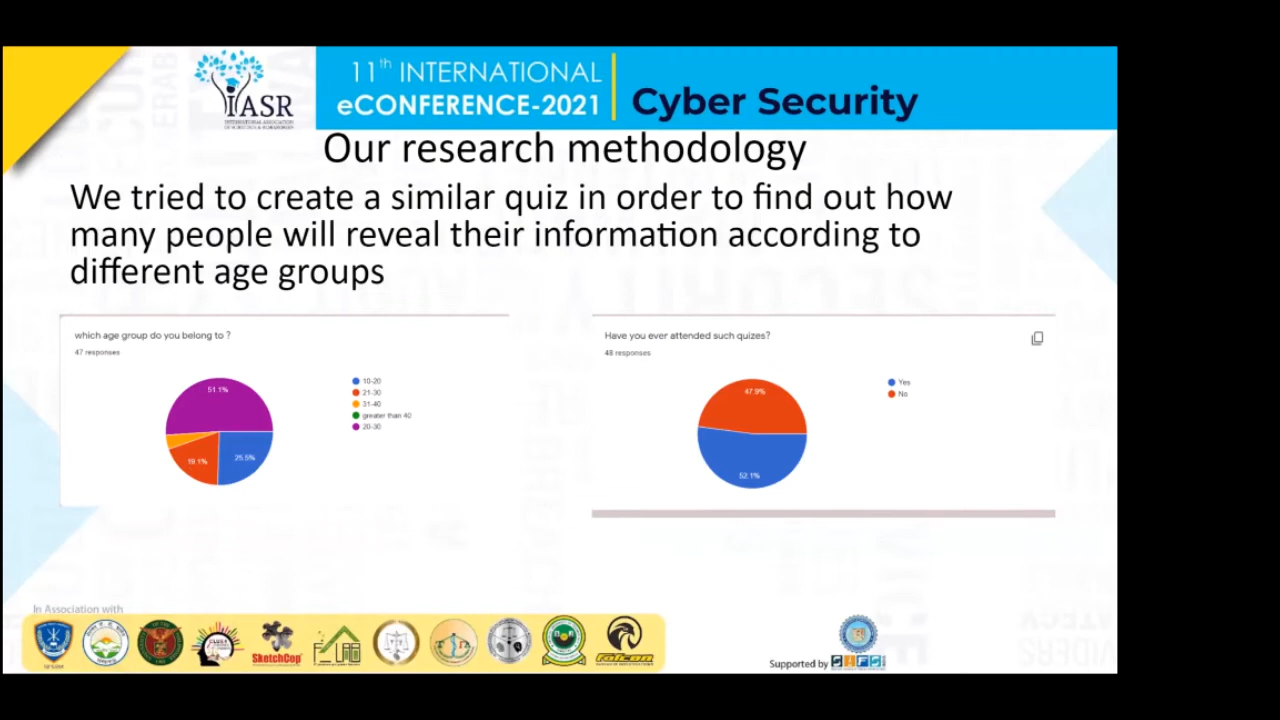 IASR
INTERNATIONAL ASSOCIATION
11th INTERNATIONAL
eCONFERENCE-2021
Cyber Security
Our research methodology
We tried to create a similar quiz in order to find out how
many people will reveal their information according to
different age groups
which age group do you belong to ?
47 responses
51.1%
19.1%
25.5%
10-20
21-30
31-40
greater than 40
20-30
Have you ever attended such quizes?
48 responses
47.9%
52.1%
Yes
No
In Association with
SketchCop
falcon
Supported by SIFS